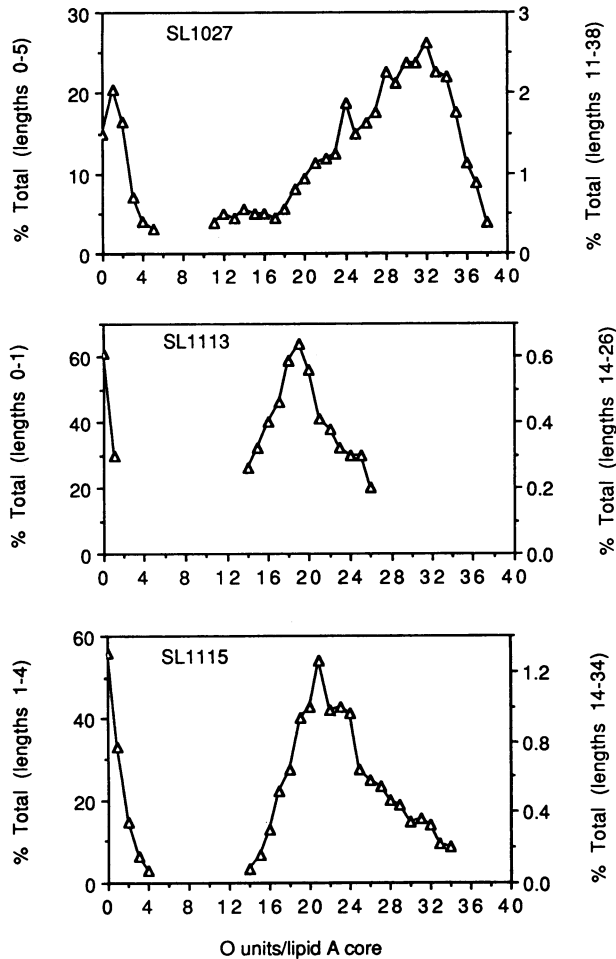 SL1027
30
20
10
0
3
2
1
0
0 4 8 12 16 20 24 28 32 36 40
% Total (lengths 0-5)
% Total (lengths 11-38)
SL1113
60
40
20
0
0.6
0.4
0.2
0.0
0 4 8 12 16 20 24 28 32 36 40
% Total (lengths 0-1)
% Total (lengths 14-26)
SL1115
60
40
20
0
1.2
0.8
0.4
0.0
0 4 8 12 16 20 24 28 32 36 40
% Total (lengths 1-4)
% Total (lengths 14-34)
O units/lipid A core